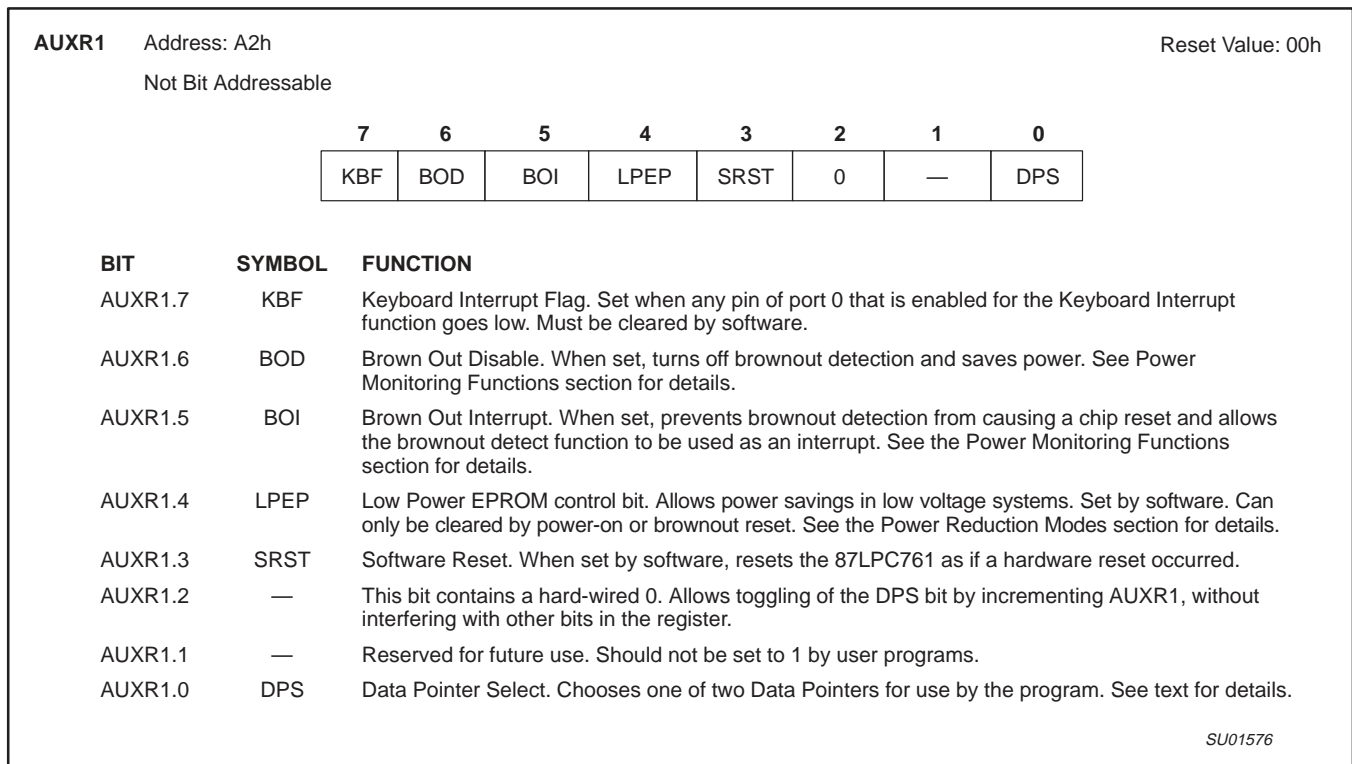 AUXR1 Address: A2h Reset Value: 00h
Not Bit Addressable
7 6 5 4 3 2 1 0
KBF BOD BOI LPEP SRST 0 — DPS
BIT SYMBOL FUNCTION
AUXR1.7 KBF Keyboard Interrupt Flag. Set when any pin of port 0 that is enabled for the Keyboard Interrupt
function goes low. Must be cleared by software.
AUXR1.6 BOD Brown Out Disable. When set, turns off brownout detection and saves power. See Power
Monitoring Functions section for details.
AUXR1.5 BOI Brown Out Interrupt. When set, prevents brownout detection from causing a chip reset and allows
the brownout detect function to be used as an interrupt. See the Power Monitoring Functions
section for details.
AUXR1.4 LPEP Low Power EPROM control bit. Allows power savings in low voltage systems. Set by software. Can
only be cleared by power-on or brownout reset. See the Power Reduction Modes section for details.
AUXR1.3 SRST Software Reset. When set by software, resets the 87LPC761 as if a hardware reset occurred.
AUXR1.2 — This bit contains a hard-wired 0. Allows toggling of the DPS bit by incrementing AUXR1, without
interfering with other bits in the register.
AUXR1.1 — Reserved for future use. Should not be set to 1 by user programs.
AUXR1.0 DPS Data Pointer Select. Chooses one of two Data Pointers for use by the program. See text for details.
SU01576